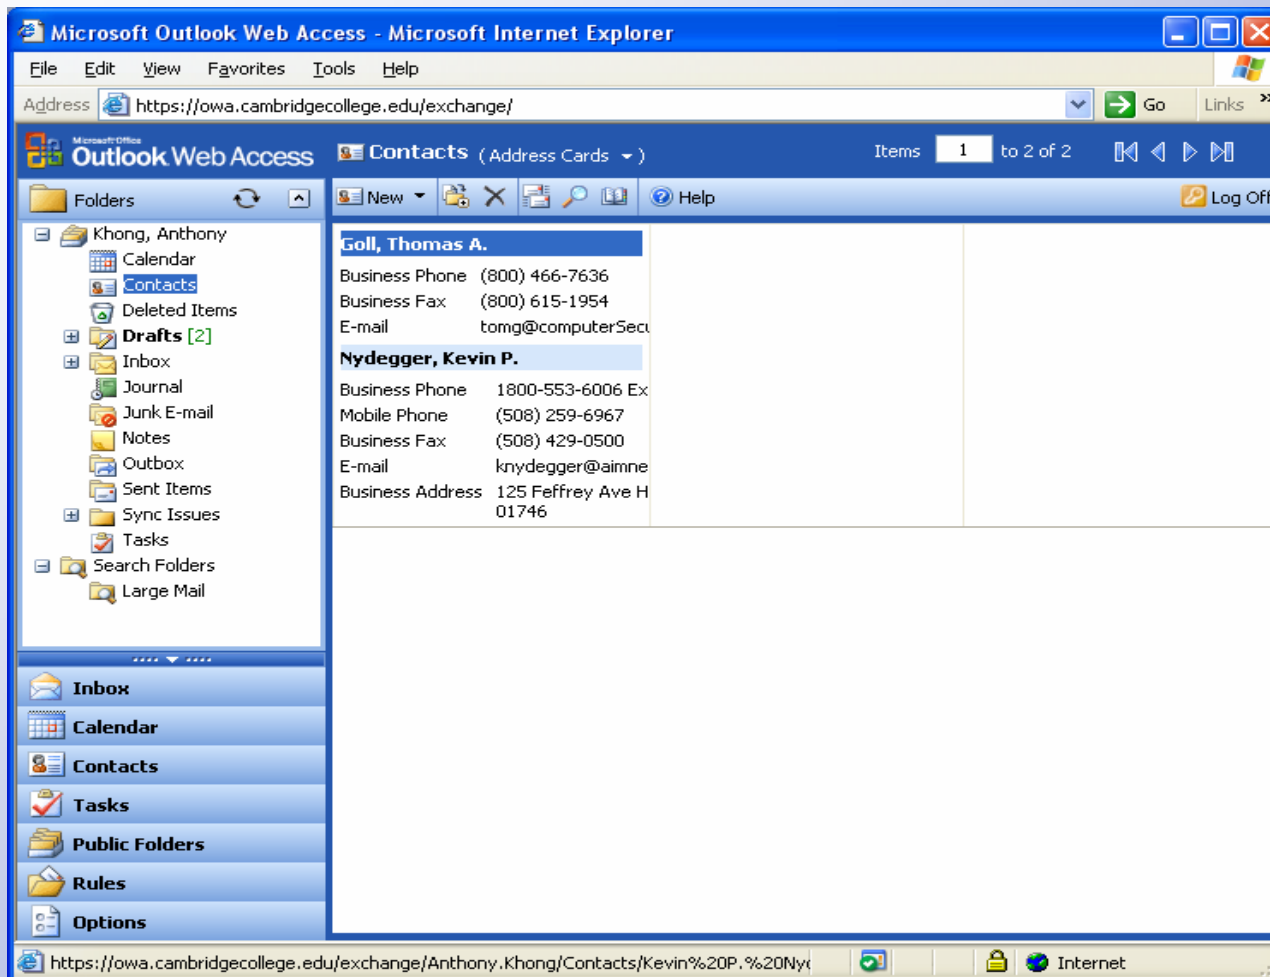 Microsoft Outlook Web Access - Microsoft Internet Explorer
File Edit View Favorites Tools Help
Address https://owa.cambridgecollege.edu/exchange/ Go Links »
Microsoft Office
Outlook Web Access Contacts (Address Cards ) Items 1 to 2 of 2
Folders New Help Log Off
Khong, Anthony
Calendar
Contacts
Deleted Items
Drafts [2]
Inbox
Journal
Junk E-mail
Notes
Outbox
Sent Items
Sync Issues
Tasks
Search Folders
Large Mail
Inbox
Calendar
Contacts
Tasks
Public Folders
Rules
Options
Goll, Thomas A.
Business Phone (800) 466-7636
Business Fax (800) 615-1954
E-mail tomg@computerSecu
Nydegger, Kevin P.
Business Phone 1800-553-6006 Ex
Mobile Phone (508) 259-6967
Business Fax (508) 429-0500
E-mail knydegger@aimne
Business Address 125 Feffrey Ave H
01746
https://owa.cambridgecollege.edu/exchange/Anthony.Khong/Contacts/Kevin%20P.%20Ny Internet